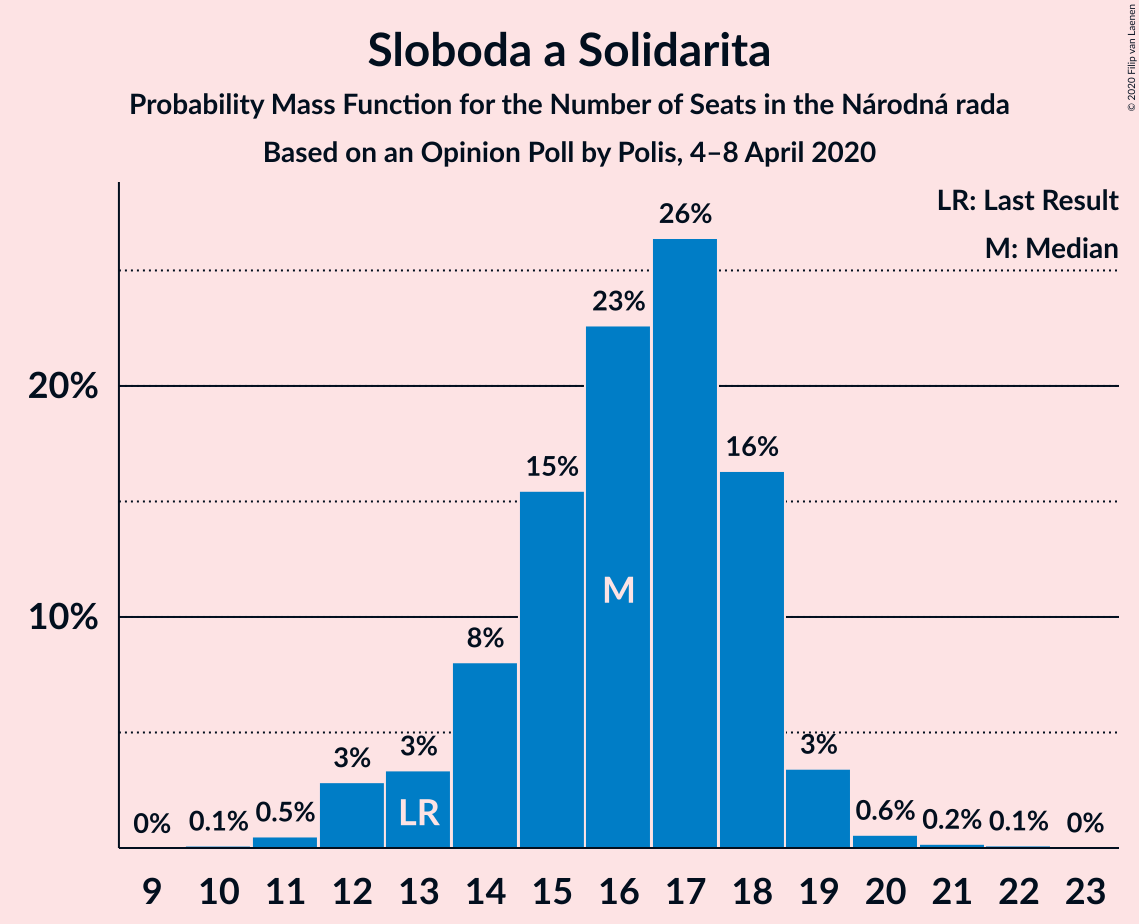 Sloboda a Solidarita
Probability Mass Function for the Number of Seats in the Národná rada
Based on an Opinion Poll by Polis, 4–8 April 2020
© 2020 Filip van Laenen
LR: Last Result
M: Median
20%
10%
0%
0.1%
0.5%
3%
3%
8%
15%
23%
26%
16%
3%
0.6%
0.2%
0.1%
0%
LR
M
9 10 11 12 13 14 15 16 17 18 19 20 21 22 23